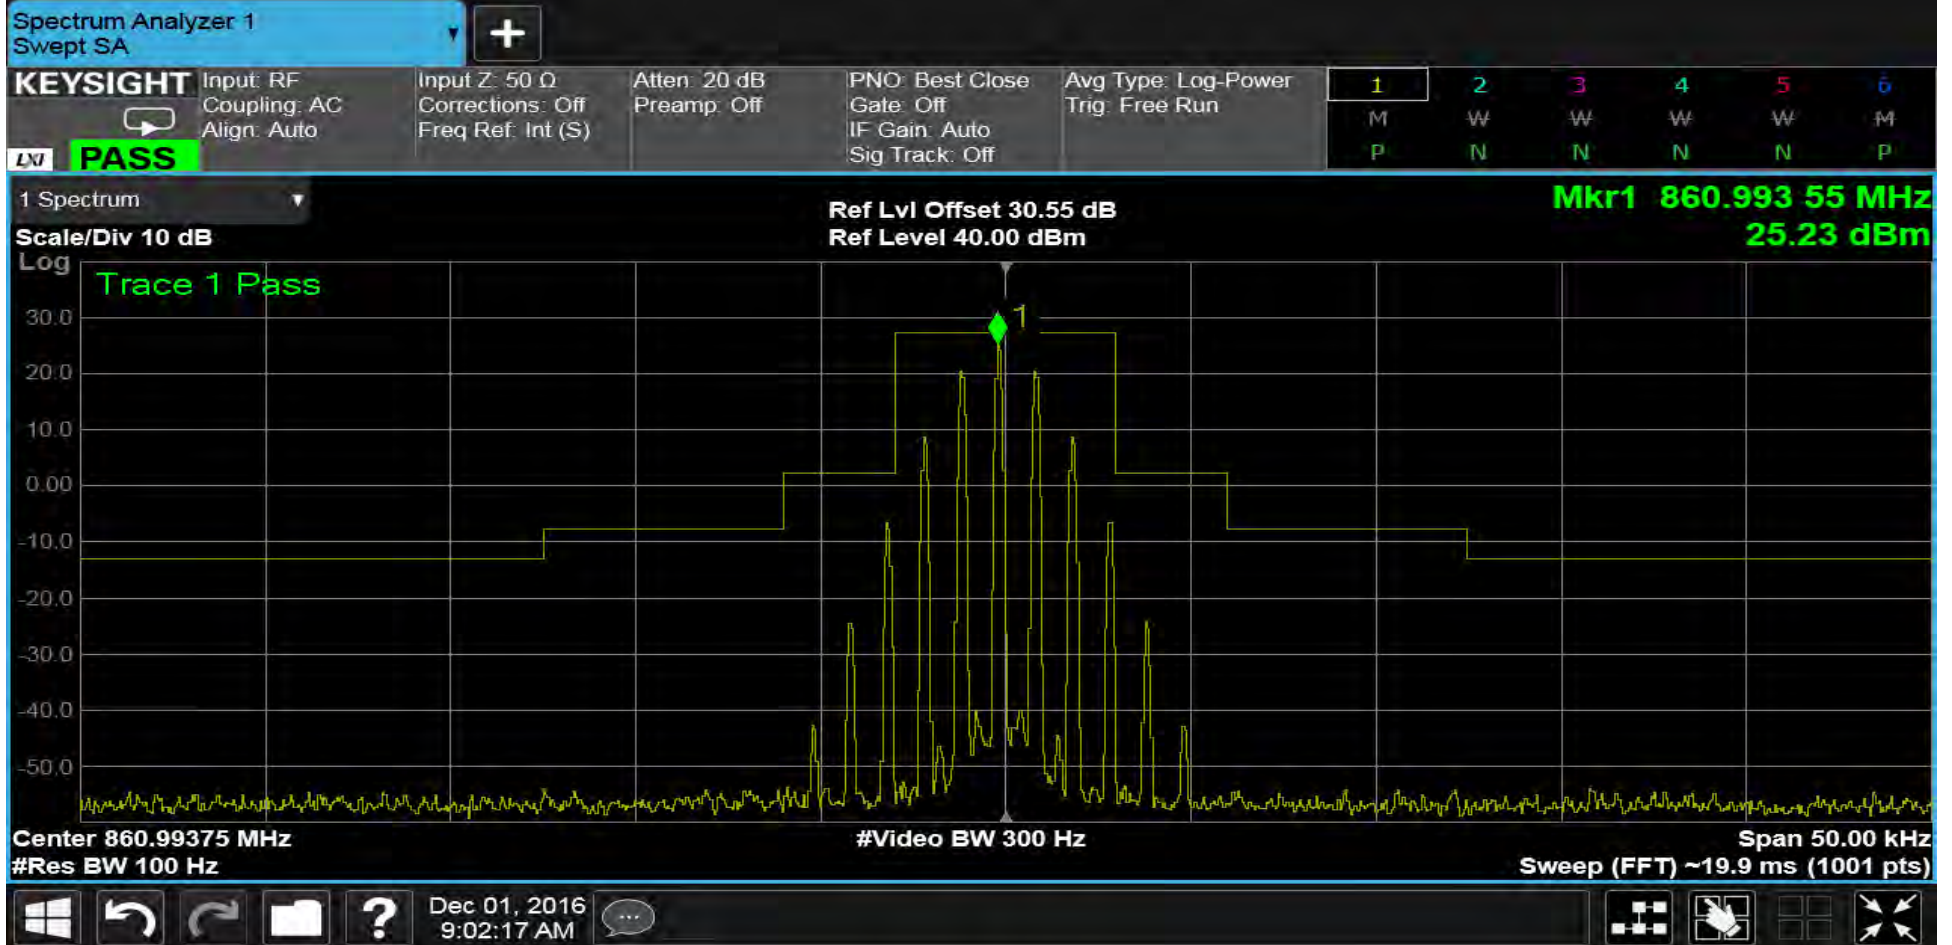 Spectrum Analyzer 1
Swept SA
KEYSIGHT
LXI PASS
Input: RF
Coupling: AC
Align: Auto
Input Z: 50 Ω
Corrections: Off
Freq Ref: Int (S)
Atten: 20 dB
Preamp: Off
PNO: Best Close
Gate: Off
IF Gain: Auto
Sig Track: Off
Avg Type: Log-Power
Trig: Free Run
1 2 3 4 5 6
M W W W W M
P N N N N P
1 Spectrum
Scale/Div 10 dB
Log
Ref Lvl Offset 30.55 dB
Ref Level 40.00 dBm
Mkr1 860.993 55 MHz
25.23 dBm
Trace 1 Pass
1
30.0
20.0
10.0
0.00
-10.0
-20.0
-30.0
-40.0
-50.0
Center 860.99375 MHz
#Res BW 100 Hz
#Video BW 300 Hz
Span 50.00 kHz
Sweep (FFT) ~19.9 ms (1001 pts)
?
Dec 01, 2016
9:02:17 AM